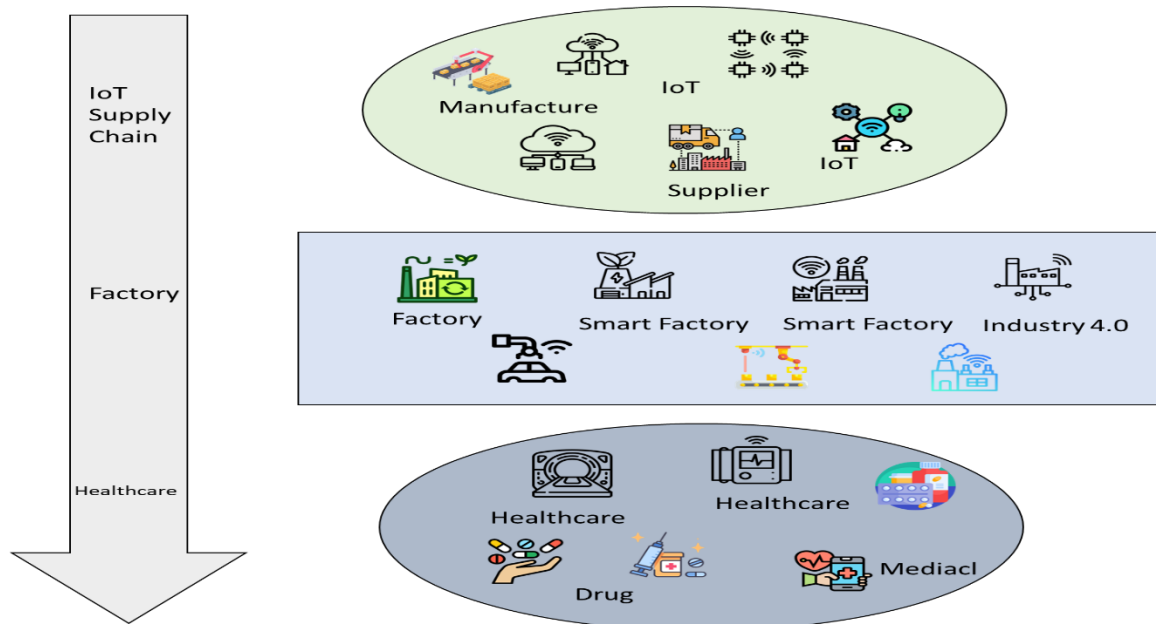 IoT
Supply
Chain
Factory
Healthcare
Manufacture
IoT
Supplier
IoT
Factory
Smart Factory
Smart Factory
Industry 4.0
Healthcare
Healthcare
Drug
Mediacl